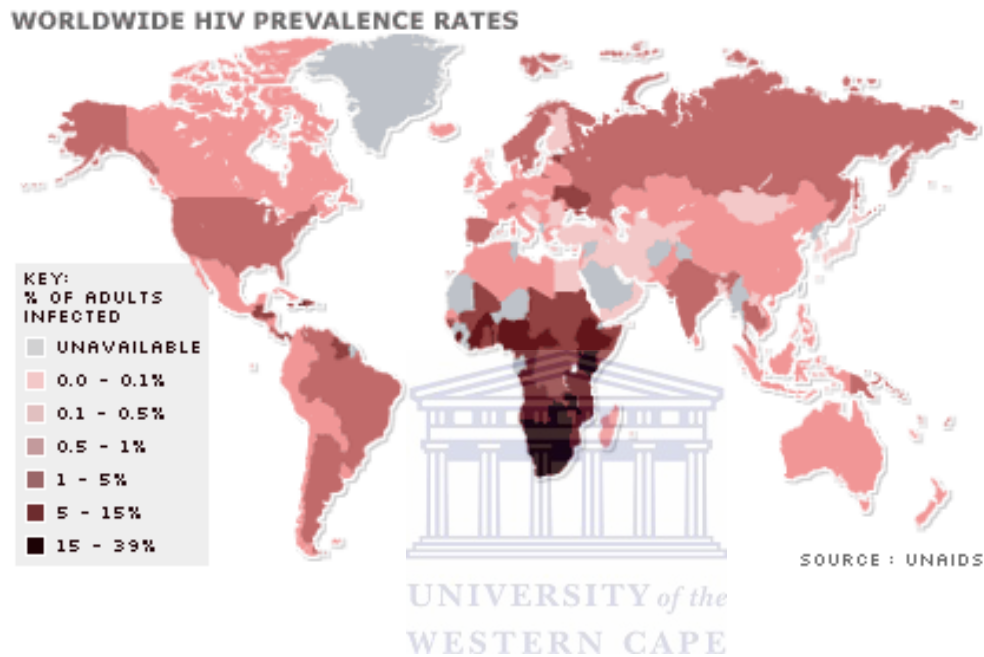 WORLDWIDE HIV PREVALENCE RATES
KEY:
% OF ADULTS
INFECTED
UNAVAILABLE
0.0 - 0.1%
0.1 - 0.5%
0.5 - 1%
1 - 5%
5 - 15%
15 - 39%
SOURCE : UNAIDS
UNIVERSITY of the
WESTERN CAPE